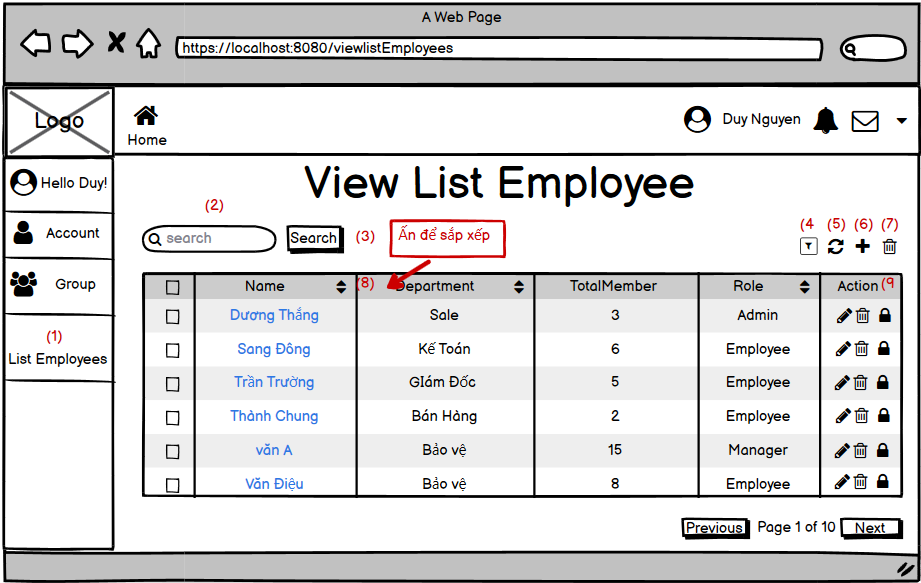 A Web Page
https://localhost:8080/viewlistEmployees
Logo
Home
Duy Nguyen
Hello Duy!
Account
Group
(1)
List Employees
View List Employee
(2)
search
Search
(3)
Ấn để sắp xếp
(4 (5) (6) (7)
Name (8) Department TotalMember Role Action (9
Dương Thắng Sale 3 Admin
Sang Đông Kế Toán 6 Employee
Trần Trường GIám Đốc 5 Employee
Thành Chung Bán Hàng 2 Employee
văn A Bảo vệ 15 Manager
Văn Điệu Bảo vệ 8 Employee
Previous Page 1 of 10 Next